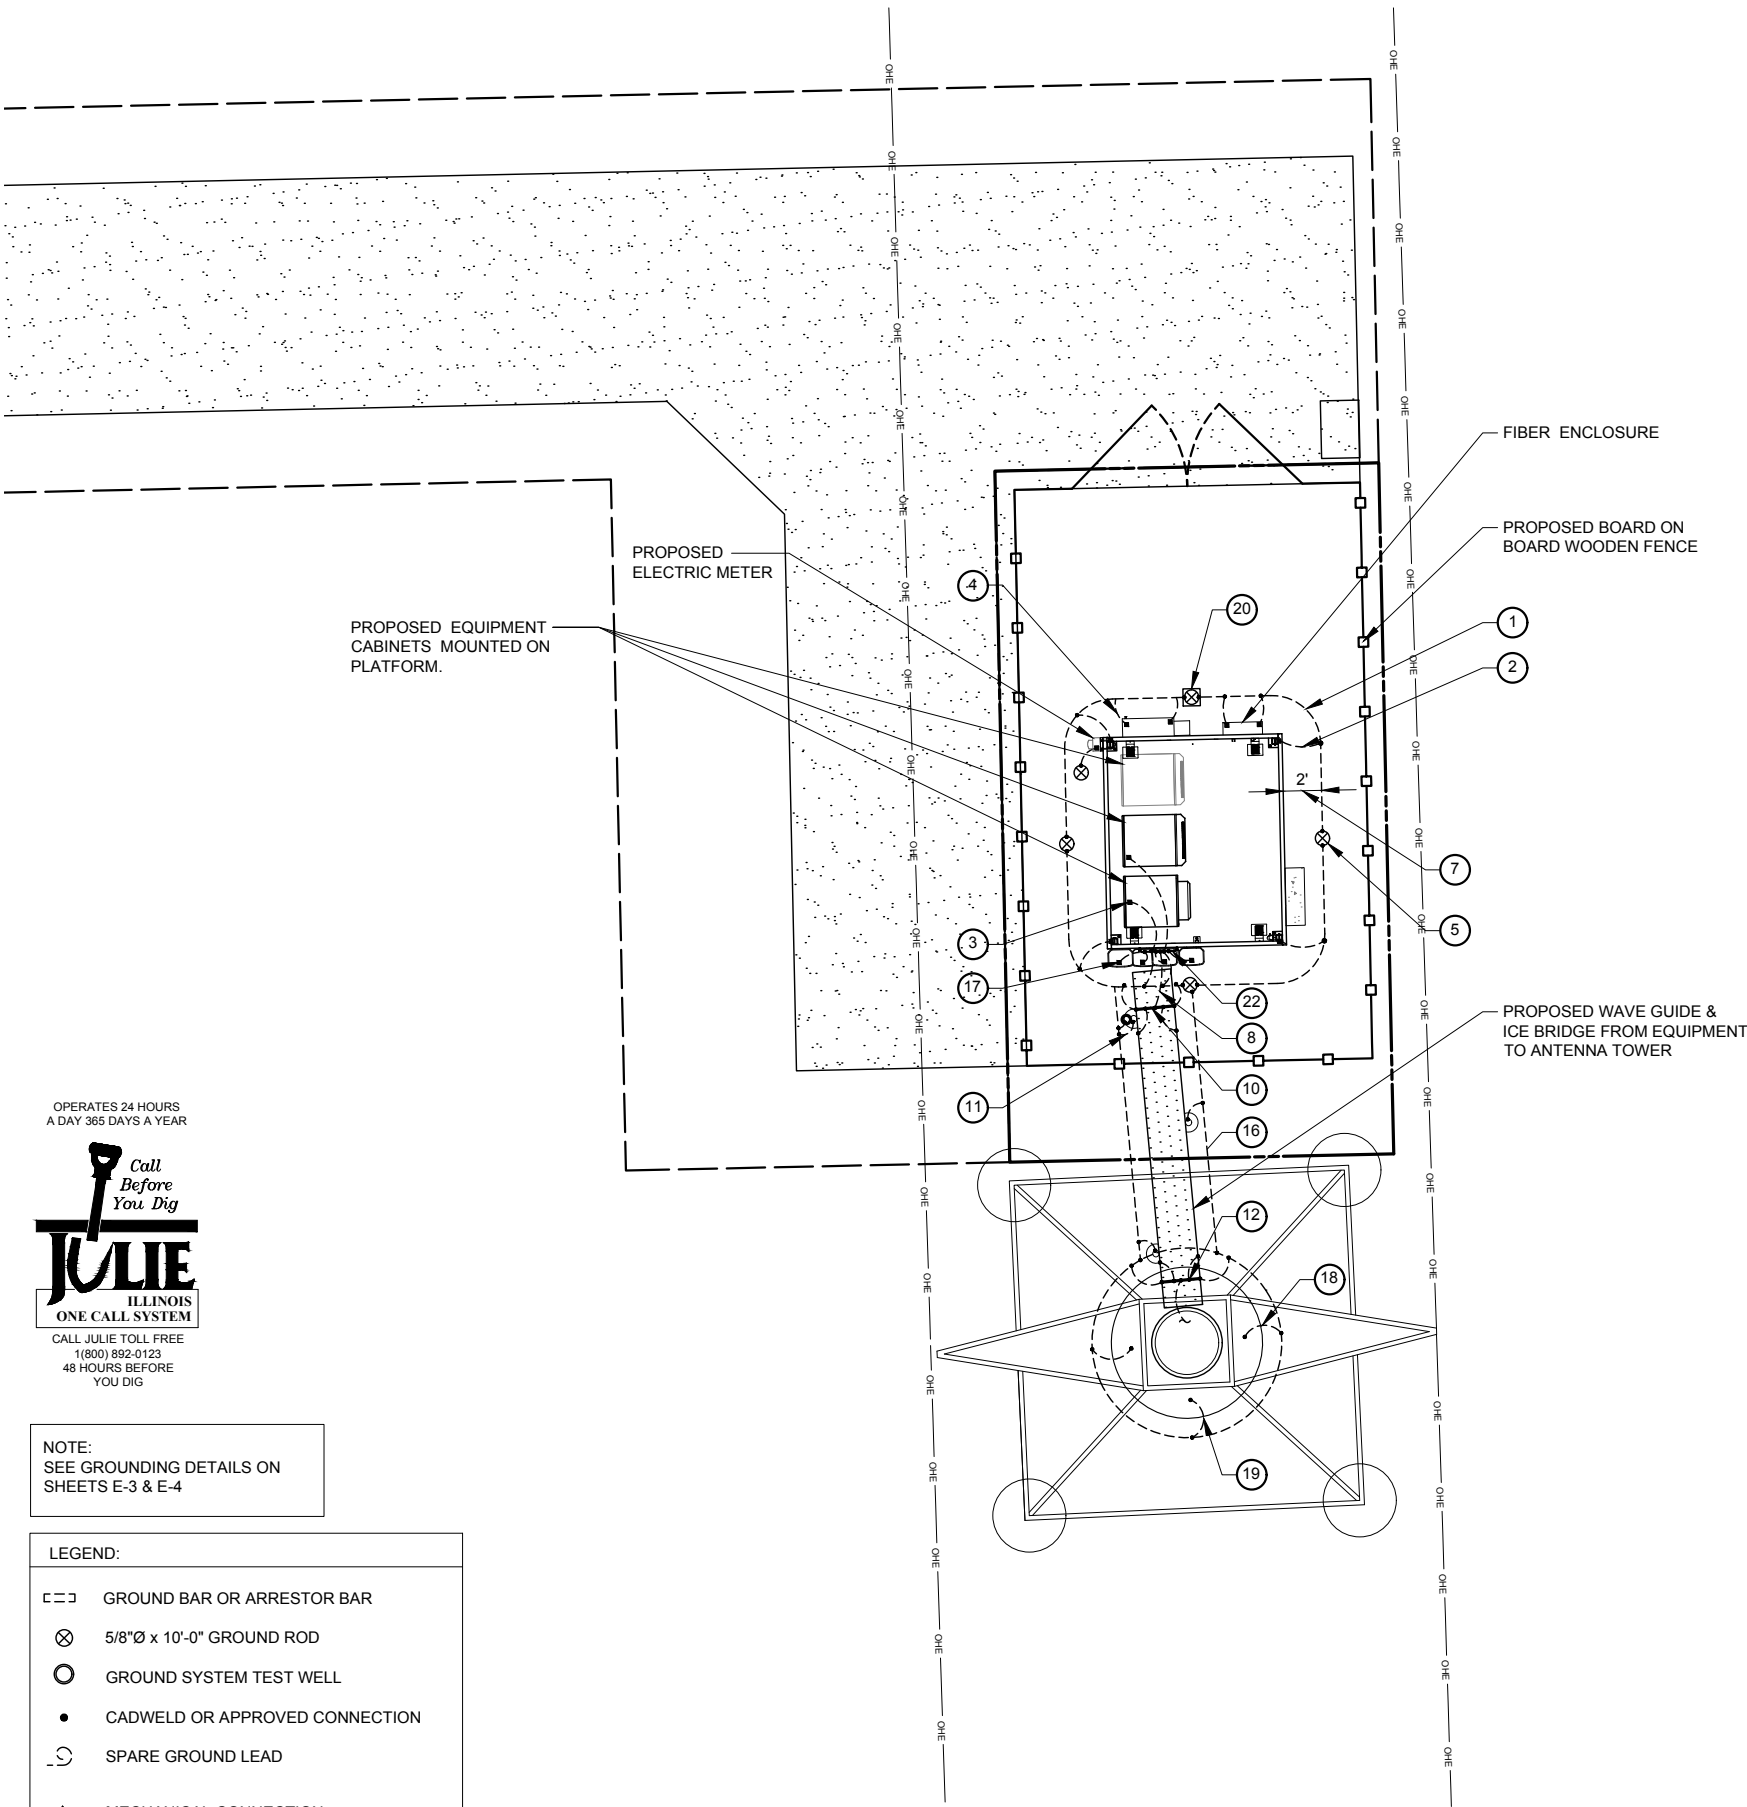 OHE
OHE
FIBER ENCLOSURE
PROPOSED BOARD ON
BOARD WOODEN FENCE
PROPOSED
ELECTRIC METER
PROPOSED EQUIPMENT
CABINETS MOUNTED ON
PLATFORM.
4
20
1
2
2'
7
5
3
17
22
8
10
11
16
12
18
19
PROPOSED WAVE GUIDE &
ICE BRIDGE FROM EQUIPMENT
TO ANTENNA TOWER
OPERATES 24 HOURS
A DAY 365 DAYS A YEAR
Call
Before
You Dig
JULIE
ILLINOIS
ONE CALL SYSTEM
CALL JULIE TOLL FREE
1(800) 892-0123
48 HOURS BEFORE
YOU DIG
NOTE:
SEE GROUNDING DETAILS ON
SHEETS E-3 & E-4
LEGEND:
GROUND BAR OR ARRESTOR BAR
5/8"Ø x 10'-0" GROUND ROD
GROUND SYSTEM TEST WELL
CADWELD OR APPROVED CONNECTION
SPARE GROUND LEAD